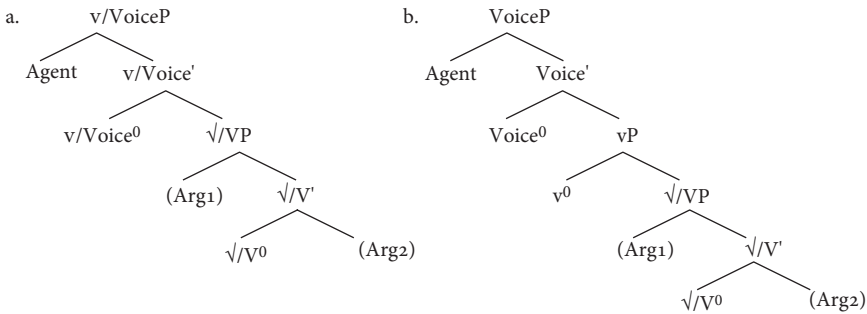 a. v/VoiceP b. VoiceP
Agent v/Voice' Agent Voice'
v/Voice⁰ √/VP Voice⁰ vP
(Arg1) √/V' v⁰ √/VP
√/V⁰ (Arg2) (Arg1) √/V'
√/V⁰ (Arg2)